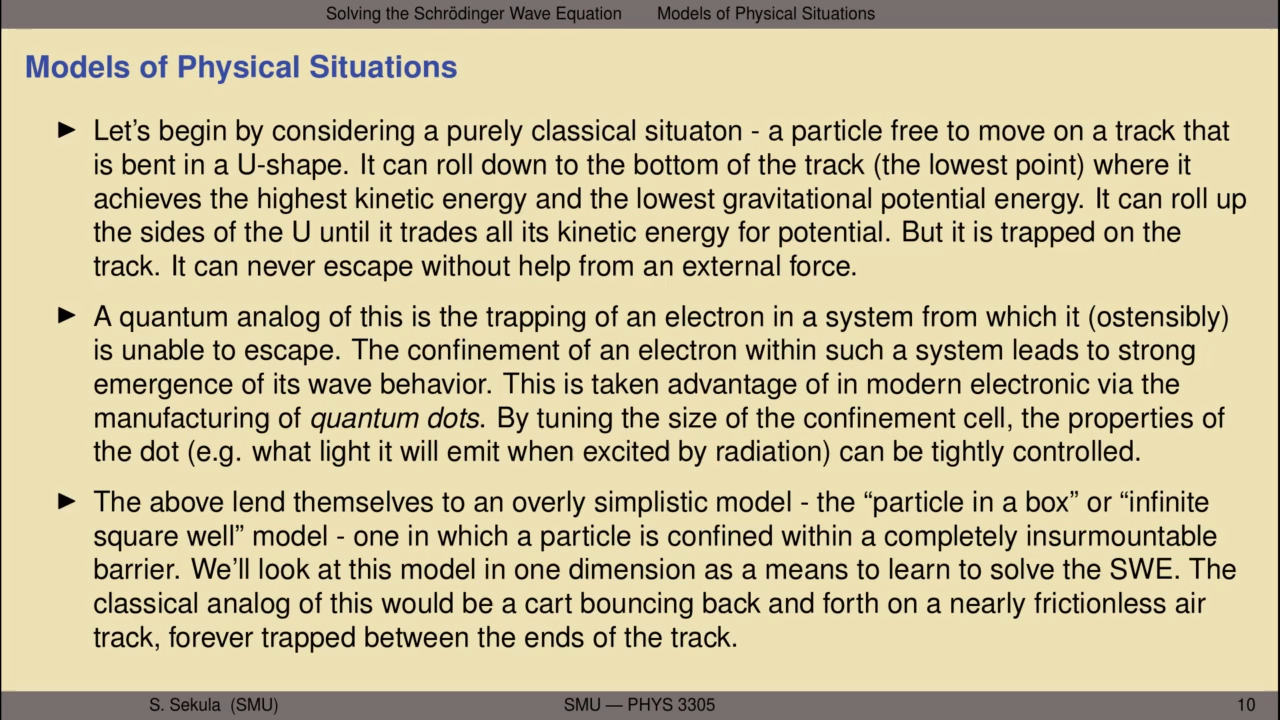 Solving the Schrödinger Wave Equation Models of Physical Situations
Models of Physical Situations
▶ Let's begin by considering a purely classical situaton - a particle free to move on a track that
is bent in a U-shape. It can roll down to the bottom of the track (the lowest point) where it
achieves the highest kinetic energy and the lowest gravitational potential energy. It can roll up
the sides of the U until it trades all its kinetic energy for potential. But it is trapped on the
track. It can never escape without help from an external force.
▶ A quantum analog of this is the trapping of an electron in a system from which it (ostensibly)
is unable to escape. The confinement of an electron within such a system leads to strong
emergence of its wave behavior. This is taken advantage of in modern electronic via the
manufacturing of quantum dots. By tuning the size of the confinement cell, the properties of
the dot (e.g. what light it will emit when excited by radiation) can be tightly controlled.
▶ The above lend themselves to an overly simplistic model - the “particle in a box” or “infinite
square well” model - one in which a particle is confined within a completely insurmountable
barrier. We'll look at this model in one dimension as a means to learn to solve the SWE. The
classical analog of this would be a cart bouncing back and forth on a nearly frictionless air
track, forever trapped between the ends of the track.
S. Sekula (SMU) SMU — PHYS 3305 10